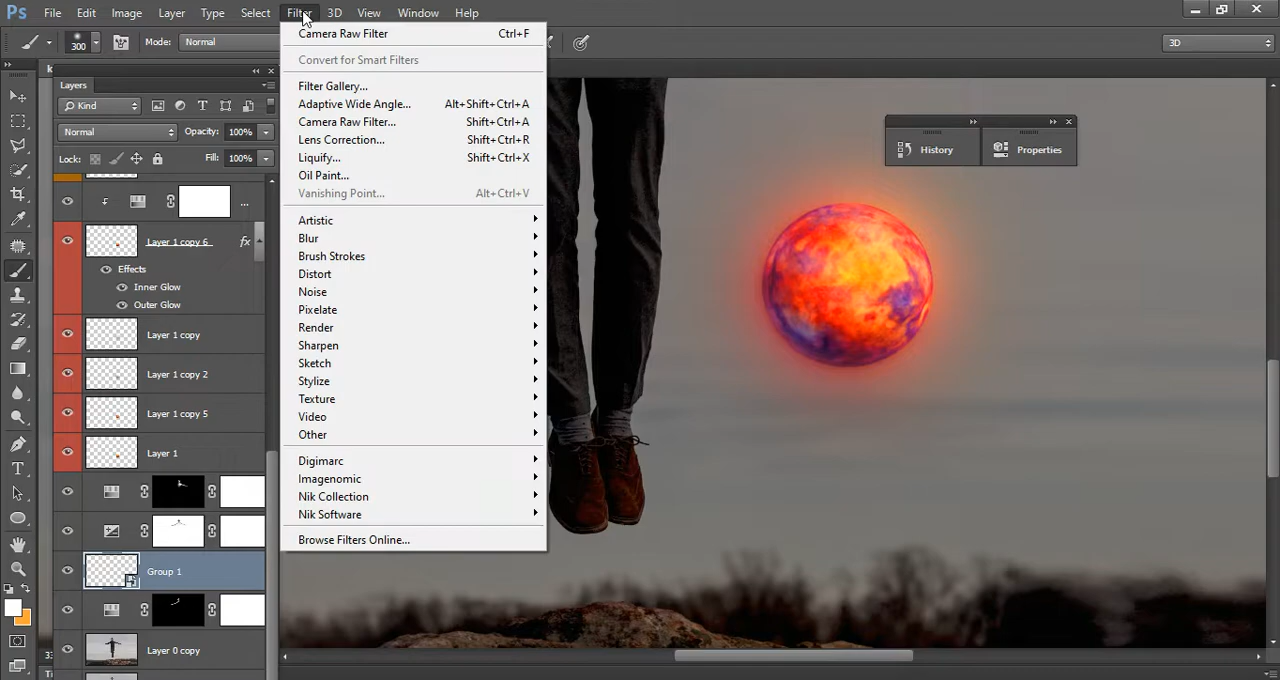 Ps File Edit Image Layer Type Select Filter 3D View Window Help
300 Mode: Normal 3D
Layers
Kind
Normal Opacity: 100%
Lock: Fill: 100%
...
Layer 1 copy 6 fx
Effects
Inner Glow
Outer Glow
Layer 1 copy
Layer 1 copy 2
Layer 1 copy 5
Layer 1
Group 1
Layer 0 copy
Camera Raw Filter Ctrl+F
Convert for Smart Filters
Filter Gallery...
Adaptive Wide Angle... Alt+Shift+Ctrl+A
Camera Raw Filter... Shift+Ctrl+A
Lens Correction... Shift+Ctrl+R
Liquify... Shift+Ctrl+X
Oil Paint...
Vanishing Point... Alt+Ctrl+V
Artistic
Blur
Brush Strokes
Distort
Noise
Pixelate
Render
Sharpen
Sketch
Stylize
Texture
Video
Other
Digimarc
Imagenomic
Nik Collection
Nik Software
Browse Filters Online...
History Properties